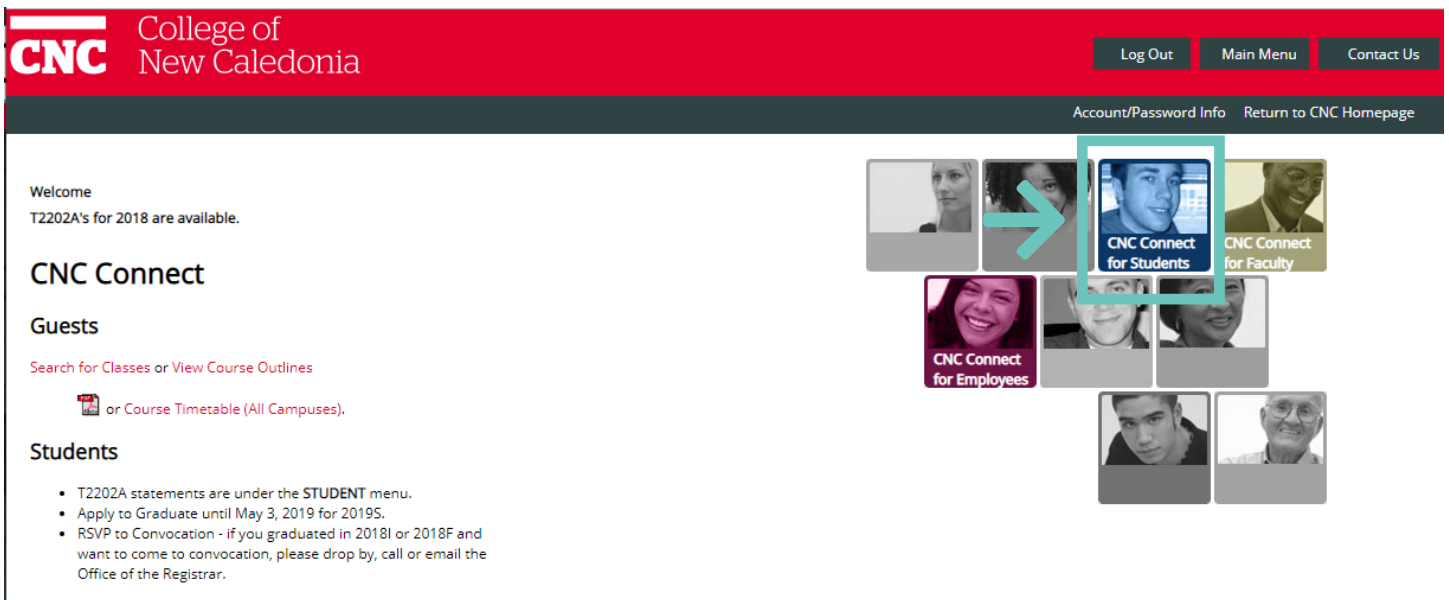 CNC College of
New Caledonia
Log Out Main Menu Contact Us
Account/Password Info Return to CNC Homepage
Welcome
T2202A's for 2018 are available.
CNC Connect
Guests
Search for Classes or View Course Outlines
or Course Timetable (All Campuses).
Students
• T2202A statements are under the STUDENT menu.
• Apply to Graduate until May 3, 2019 for 2019S.
• RSVP to Convocation - if you graduated in 2018I or 2018F and
want to come to convocation, please drop by, call or email the
Office of the Registrar.
CNC Connect
for Students
CNC Connect
for Faculty
CNC Connect
for Employees